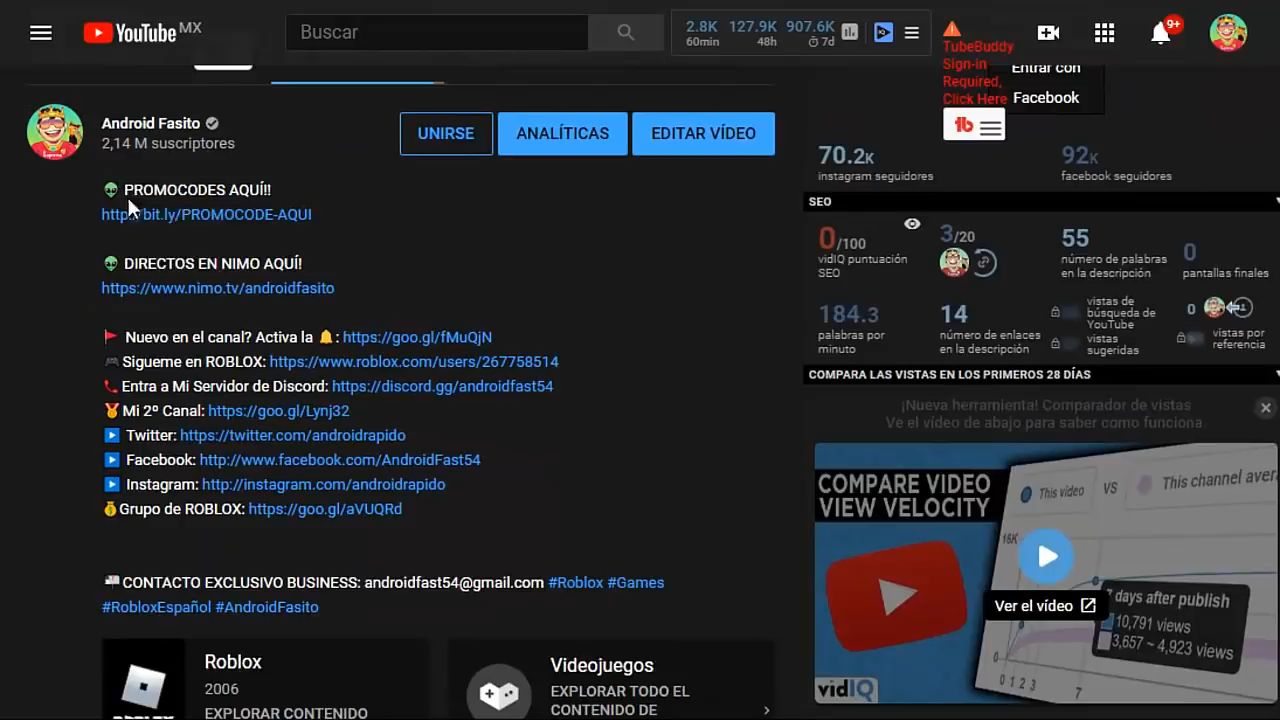 YouTube MX
Buscar
2.8K 127.9K 907.6K
60min 48h 7d
9+
TubeBuddy
Sign-in
Required,
Click Here
Entrar con
Facebook
tb
Android Fasito
2,14 M suscriptores
UNIRSE
ANALÍTICAS
EDITAR VÍDEO
70.2K
instagram seguidores
92K
facebook seguidores
PROMOCODES AQUÍ!!
http://bit.ly/PROMOCODE-AQUI
DIRECTOS EN NIMO AQUÍ!
https://www.nimo.tv/androidfasito
Nuevo en el canal? Activa la : https://goo.gl/fMuQjN
Sigueme en ROBLOX: https://www.roblox.com/users/267758514
Entra a Mi Servidor de Discord: https://discord.gg/androidfast54
Mi 2º Canal: https://goo.gl/Lynj32
Twitter: https://twitter.com/androidrapido
Facebook: http://www.facebook.com/AndroidFast54
Instagram: http://instagram.com/androidrapido
Grupo de ROBLOX: https://goo.gl/aVUQRd
CONTACTO EXCLUSIVO BUSINESS: androidfast54@gmail.com #Roblox #Games
#RobloxEspañol #AndroidFasito
Roblox
2006
EXPLORAR CONTENIDO
Videojuegos
EXPLORAR TODO EL
CONTENIDO DE
SEO
0/100
vidIQ puntuación
SEO
3/20
55
número de palabras
en la descripción
0
pantallas finales
184.3
palabras por
minuto
14
número de enlaces
en la descripción
vistas de
búsqueda de
YouTube
vistas
sugeridas
0
vistas por
referencia
COMPARA LAS VISTAS EN LOS PRIMEROS 28 DÍAS
¡Nueva herramienta! Comparador de vistas
Ve el vídeo de abajo para saber como funciona.
COMPARE VIDEO
VIEW VELOCITY
This video VS This channel aver
16K
Ver el vídeo
7 days after publish
10,791 views
3,657 ~ 4,923 views
0
0 1 2 3 7
vidIQ